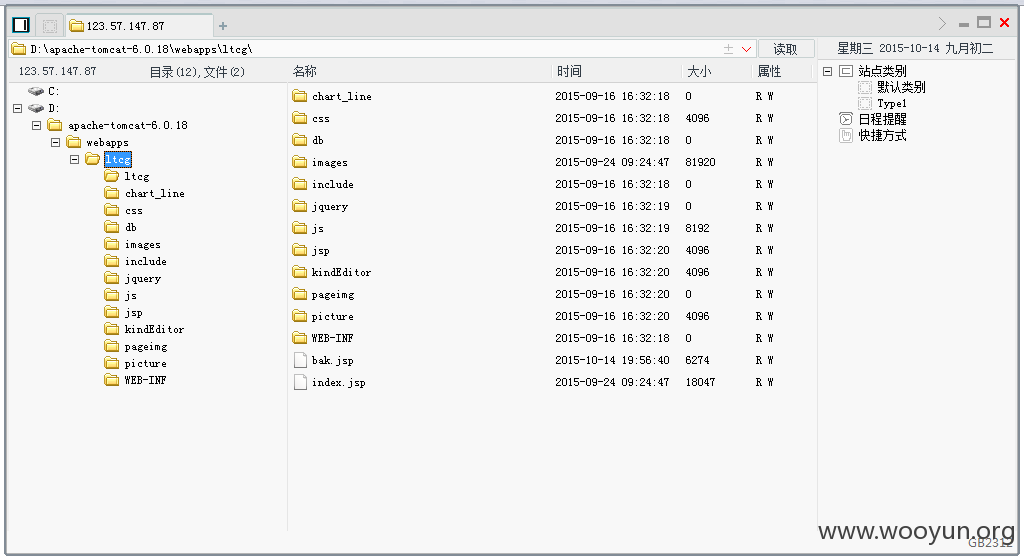 123.57.147.87
D:\apache-tomcat-6.0.18\webapps\ltcg\
读取
星期三 2015-10-14 九月初二
123.57.147.87 目录(12),文件(2)
名称 时间 大小 属性
C:
D:
apache-tomcat-6.0.18
webapps
ltcg
ltcg
chart_line
css
db
images
include
jquery
js
jsp
kindEditor
pageimg
picture
WEB-INF
chart_line 2015-09-16 16:32:18 0 R W
css 2015-09-16 16:32:18 4096 R W
db 2015-09-16 16:32:18 0 R W
images 2015-09-24 09:24:47 81920 R W
include 2015-09-16 16:32:18 0 R W
jquery 2015-09-16 16:32:19 0 R W
js 2015-09-16 16:32:19 8192 R W
jsp 2015-09-16 16:32:20 4096 R W
kindEditor 2015-09-16 16:32:20 4096 R W
pageimg 2015-09-16 16:32:20 0 R W
picture 2015-09-16 16:32:20 4096 R W
WEB-INF 2015-09-16 16:32:18 0 R W
bak.jsp 2015-10-14 19:56:40 6274 R W
index.jsp 2015-09-24 09:24:47 18047 R W
站点类别
默认类别
Type1
日程提醒
快捷方式
www.wooyun.org
GB2312